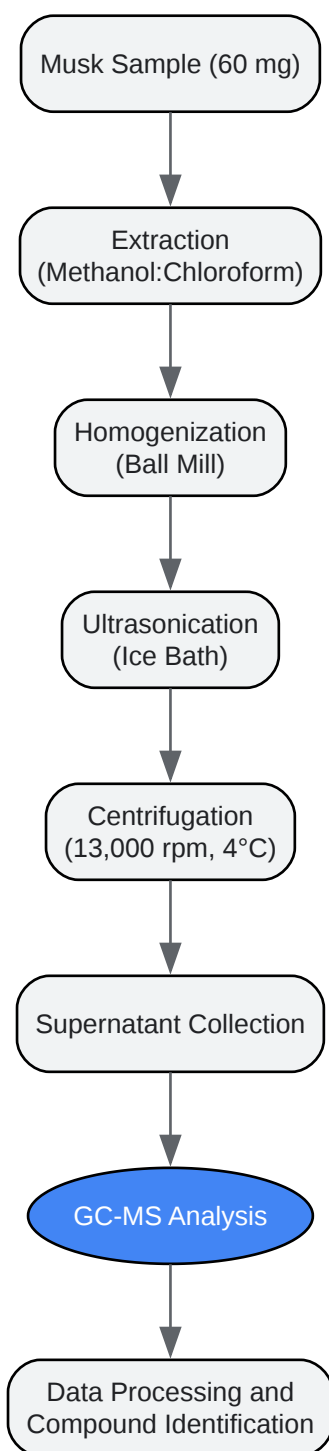 Musk Sample (60 mg)
Extraction
(Methanol:Chloroform)
Homogenization
(Ball Mill)
Ultrasonication
(Ice Bath)
Centrifugation
(13,000 rpm, 4°C)
Supernatant Collection
GC-MS Analysis
Data Processing and
Compound Identification